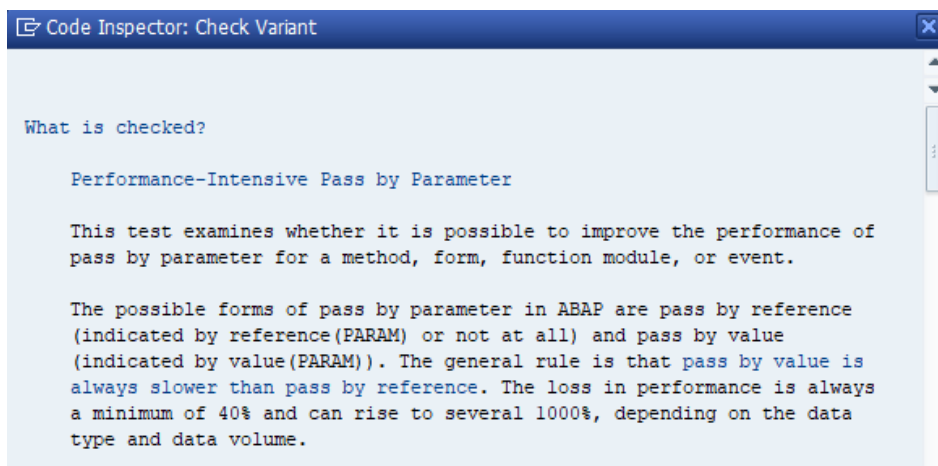 Code Inspector: Check Variant
What is checked?
Performance-Intensive Pass by Parameter
This test examines whether it is possible to improve the performance of
pass by parameter for a method, form, function module, or event.
The possible forms of pass by parameter in ABAP are pass by reference
(indicated by reference(PARAM) or not at all) and pass by value
(indicated by value(PARAM)). The general rule is that pass by value is
always slower than pass by reference. The loss in performance is always
a minimum of 40% and can rise to several 1000%, depending on the data
type and data volume.